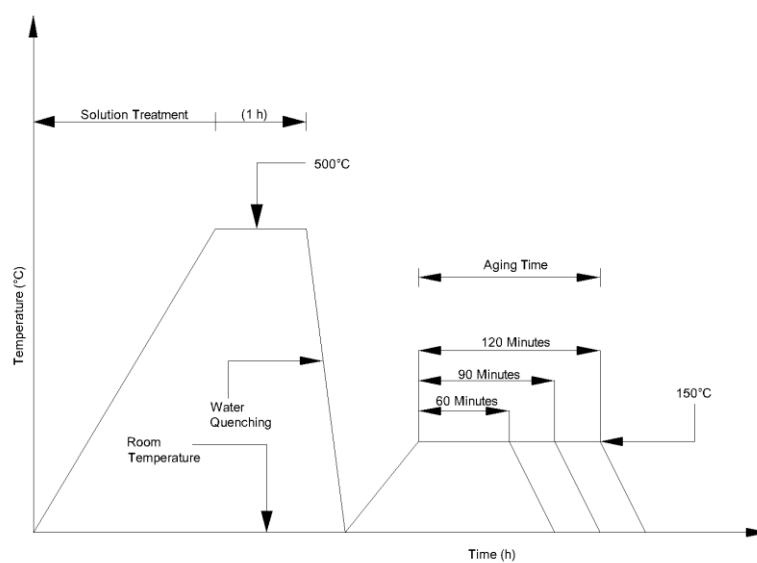 Solution Treatment
(1 h)
500°C
Aging Time
120 Minutes
90 Minutes
60 Minutes
150°C
Water
Quenching
Room
Temperature
Temperature (°C)
Time (h)